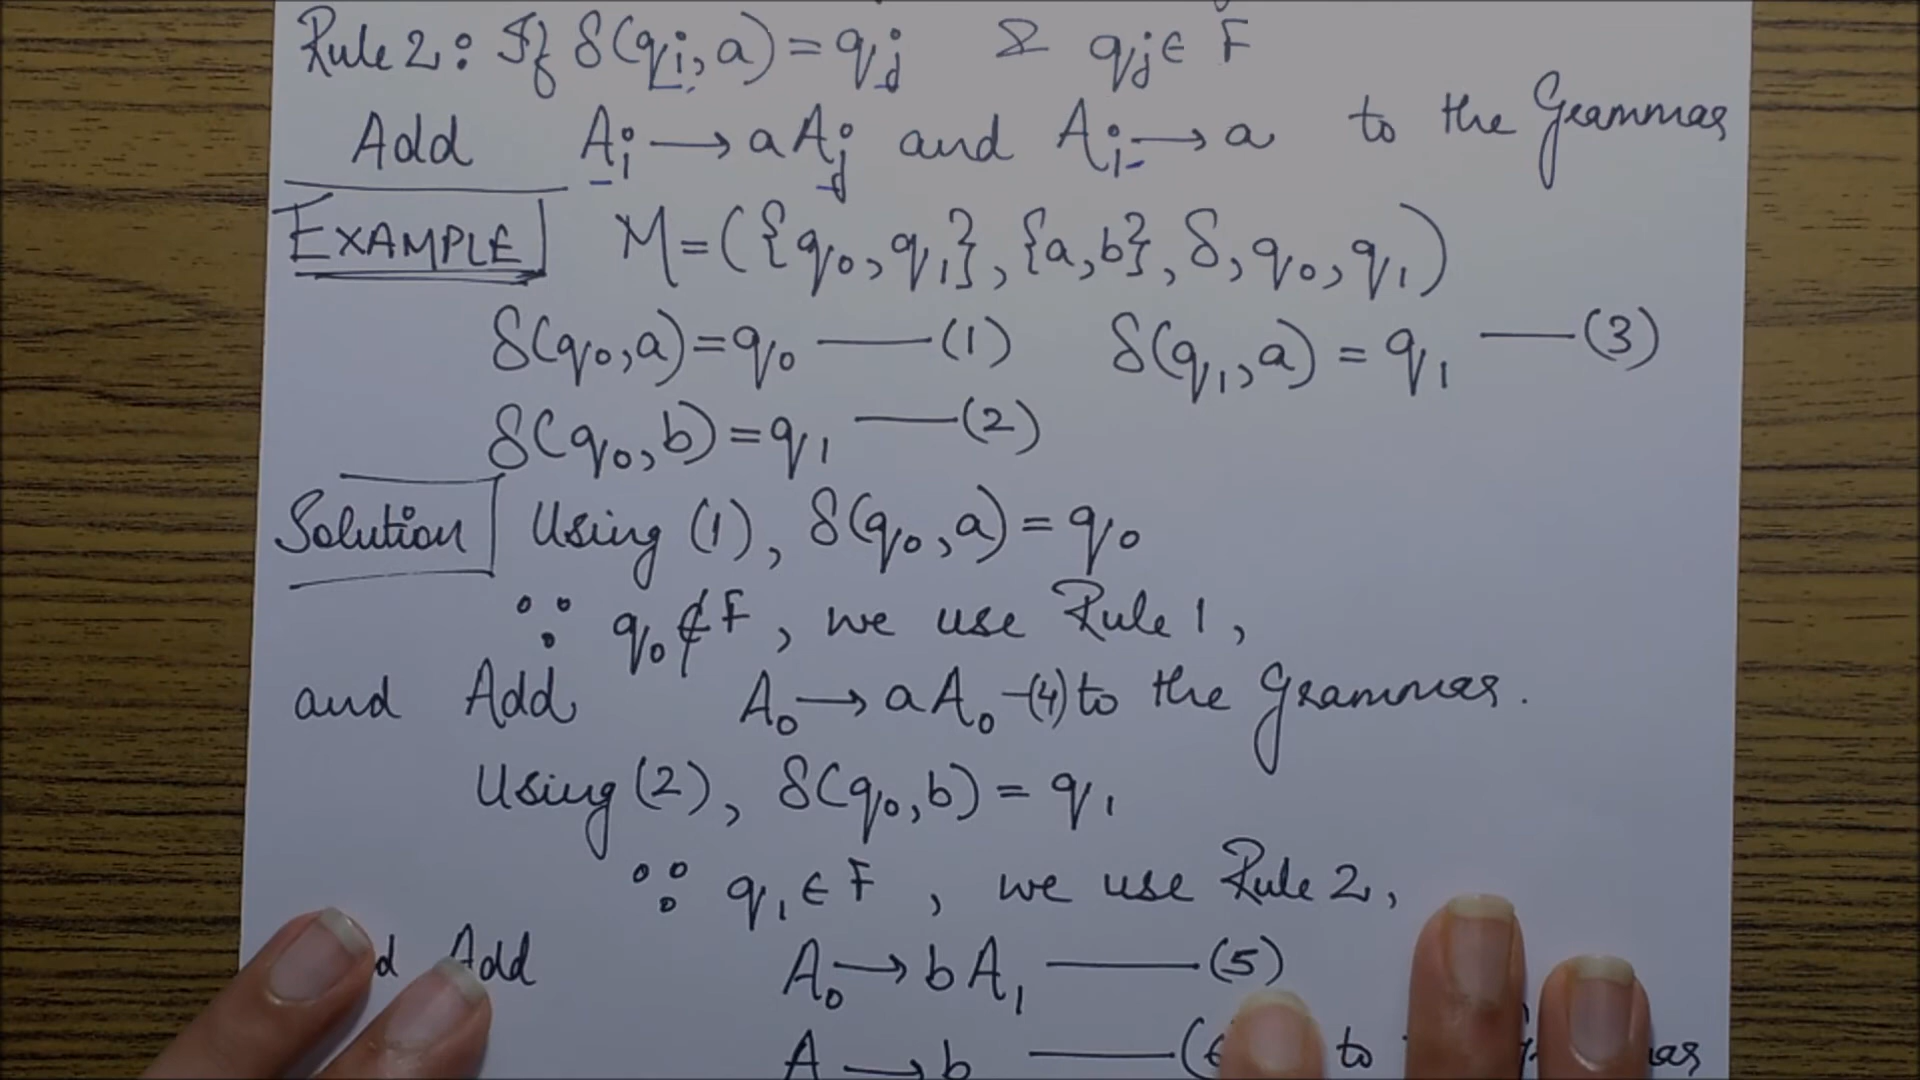 Rule 2: If δ(qi, a) = qj & qj ∈ F
Add Ai → a Aj and Ai → a to the Grammar
EXAMPLE M = ({q0, q1}, {a, b}, δ, q0, q1)
δ(q0, a) = q0 —— (1) δ(q1, a) = q1 —— (3)
δ(q0, b) = q1 —— (2)
Solution Using (1), δ(q0, a) = q0
∵ q0 ∉ F, we use Rule 1,
and Add A0 → a A0 —(4) to the Grammar.
Using (2), δ(q0, b) = q1
∵ q1 ∈ F, we use Rule 2,
Add A0 → b A1 —— (5)
A → b —— ( to